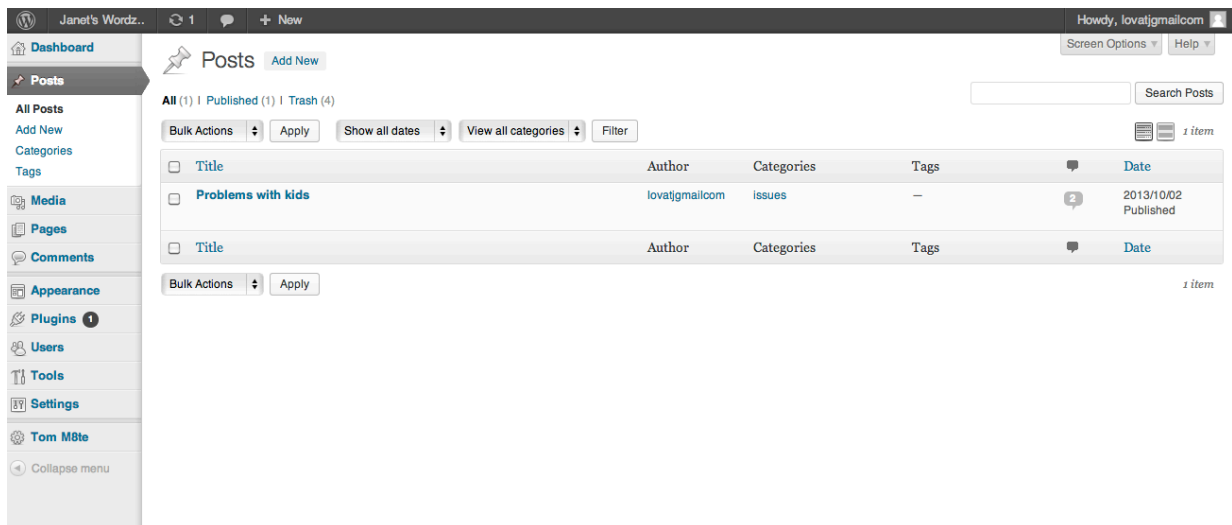 Janet's Wordz.. 1 + New Howdy, lovatjgmailcom
Dashboard
Posts
All Posts
Add New
Categories
Tags
Media
Pages
Comments
Appearance
Plugins 1
Users
Tools
Settings
Tom M8te
Collapse menu
Screen Options Help
Posts Add New
All (1) | Published (1) | Trash (4)
Search Posts
Bulk Actions Apply Show all dates View all categories Filter 1 item
Title Author Categories Tags Date
Problems with kids lovatjgmailcom issues — 2 2013/10/02
Published
Title Author Categories Tags Date
Bulk Actions Apply 1 item